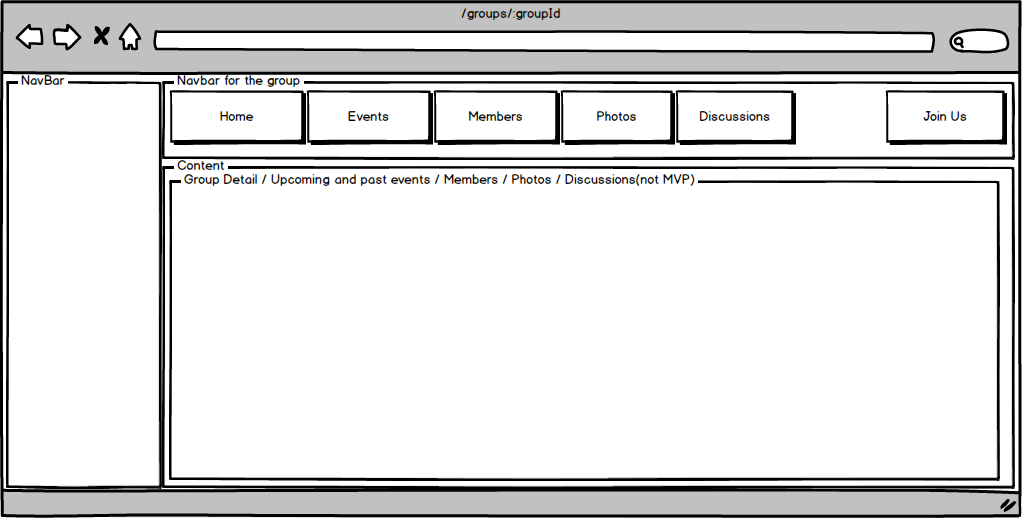 /groups/:groupId
NavBar
Navbar for the group
Home
Events
Members
Photos
Discussions
Join Us
Content
Group Detail / Upcoming and past events / Members / Photos / Discussions(not MVP)